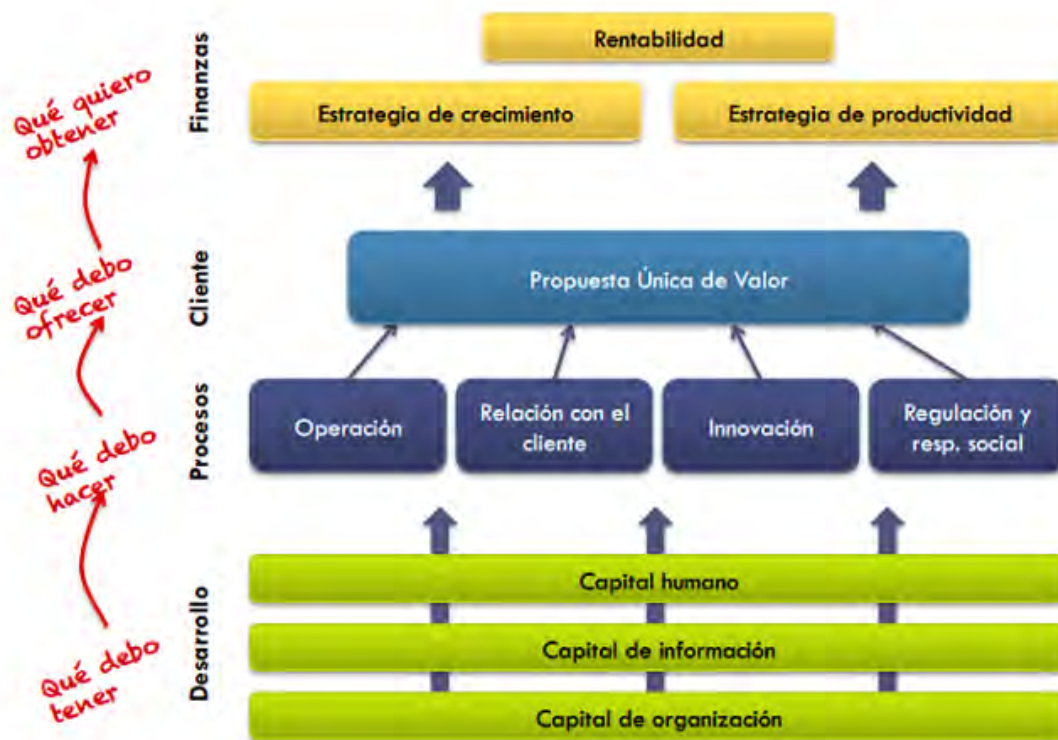 Rentabilidad
Estrategia de crecimiento
Estrategia de productividad
Finanzas
Qué quiero
obtener
Propuesta Única de Valor
Cliente
Qué debo
ofrecer
Operación
Relación con el
cliente
Innovación
Regulación y
resp. social
Procesos
Qué debo
hacer
Capital humano
Capital de información
Capital de organización
Desarrollo
Qué debo
tener